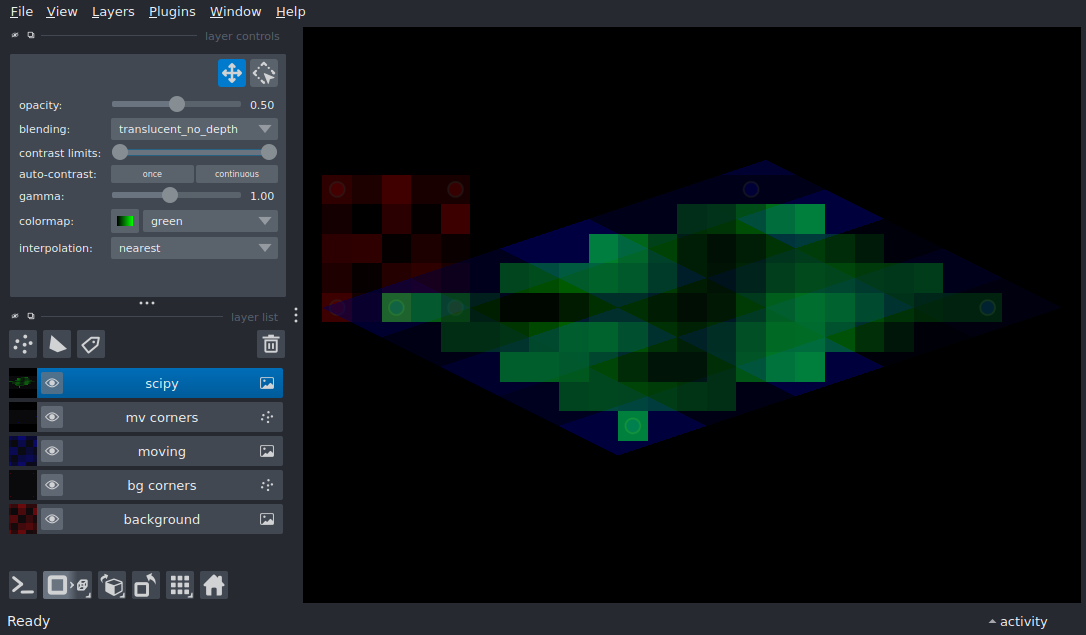 File View Layers Plugins Window Help
layer controls
opacity: 0.50
blending: translucent_no_depth
contrast limits:
auto-contrast: once continuous
gamma: 1.00
colormap: green
interpolation: nearest
layer list
scipy
mv corners
moving
bg corners
background
Ready
activity